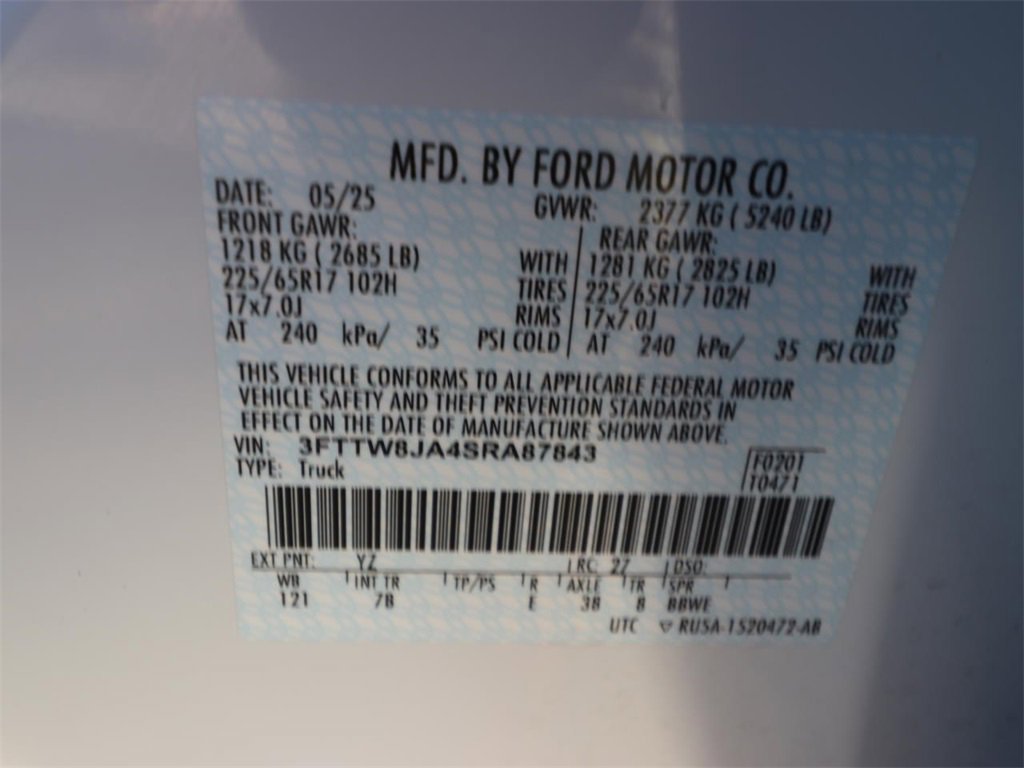 MFD. BY FORD MOTOR CO.
DATE: 05/25 GVWR: 2377 KG ( 5240 LB)
FRONT GAWR: REAR GAWR:
1218 KG ( 2685 LB) WITH 1281 KG ( 2825 LB) WITH
225/65R17 102H TIRES 225/65R17 102H TIRES
17x7.0J RIMS 17x7.0J RIMS
AT 240 kPa/ 35 PSI COLD AT 240 kPa/ 35 PSI COLD
THIS VEHICLE CONFORMS TO ALL APPLICABLE FEDERAL MOTOR
VEHICLE SAFETY AND THEFT PREVENTION STANDARDS IN
EFFECT ON THE DATE OF MANUFACTURE SHOWN ABOVE.
VIN: 3FTTW8JA4SRA87843
TYPE: Truck
F0201
T0471
EXT PNT: YZ RC: 27 DSO:
WB INT TR TP/PS R AXLE TR SPR
121 7B E 38 8 BBWE
UTC RU5A-1520472-AB